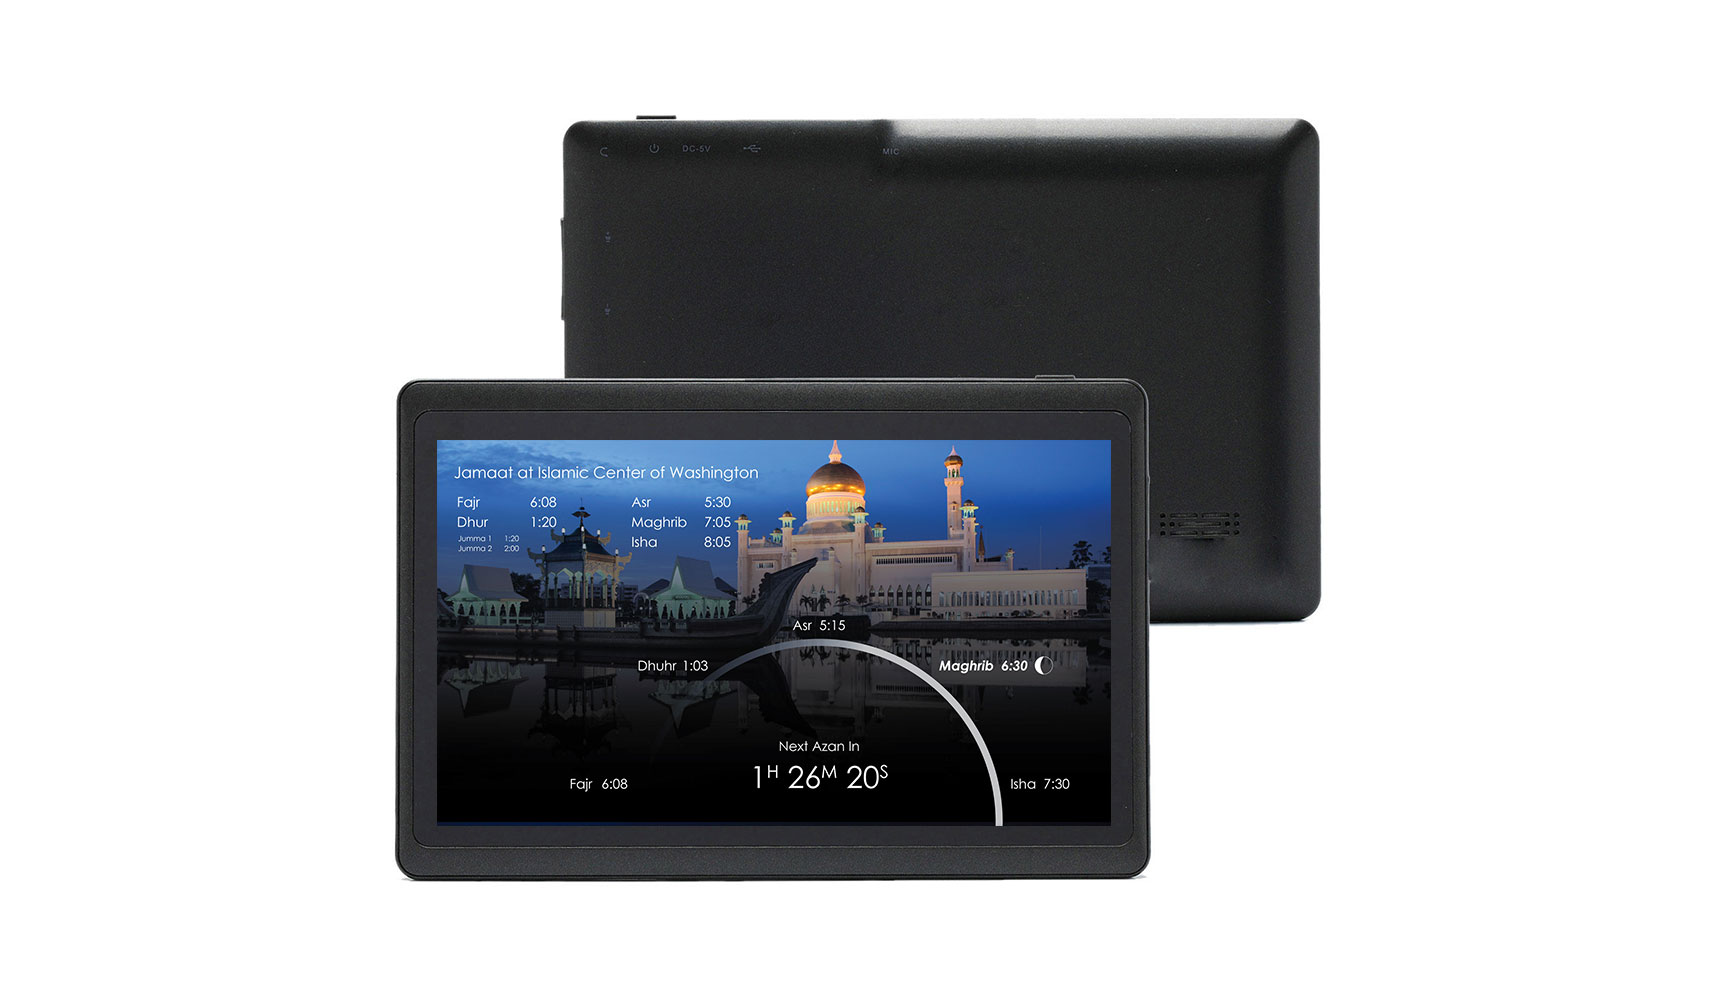 DC-5V
MIC
Jamaat at Islamic Center of Washington
Fajr 6:08
Dhur 1:20
Jumma 1 1:20
Jumma 2 2:00
Asr 5:30
Maghrib 7:05
Isha 8:05
Asr 5:15
Dhuhr 1:03
Maghrib 6:30
Next Azan In
1H 26M 20S
Fajr 6:08
Isha 7:30